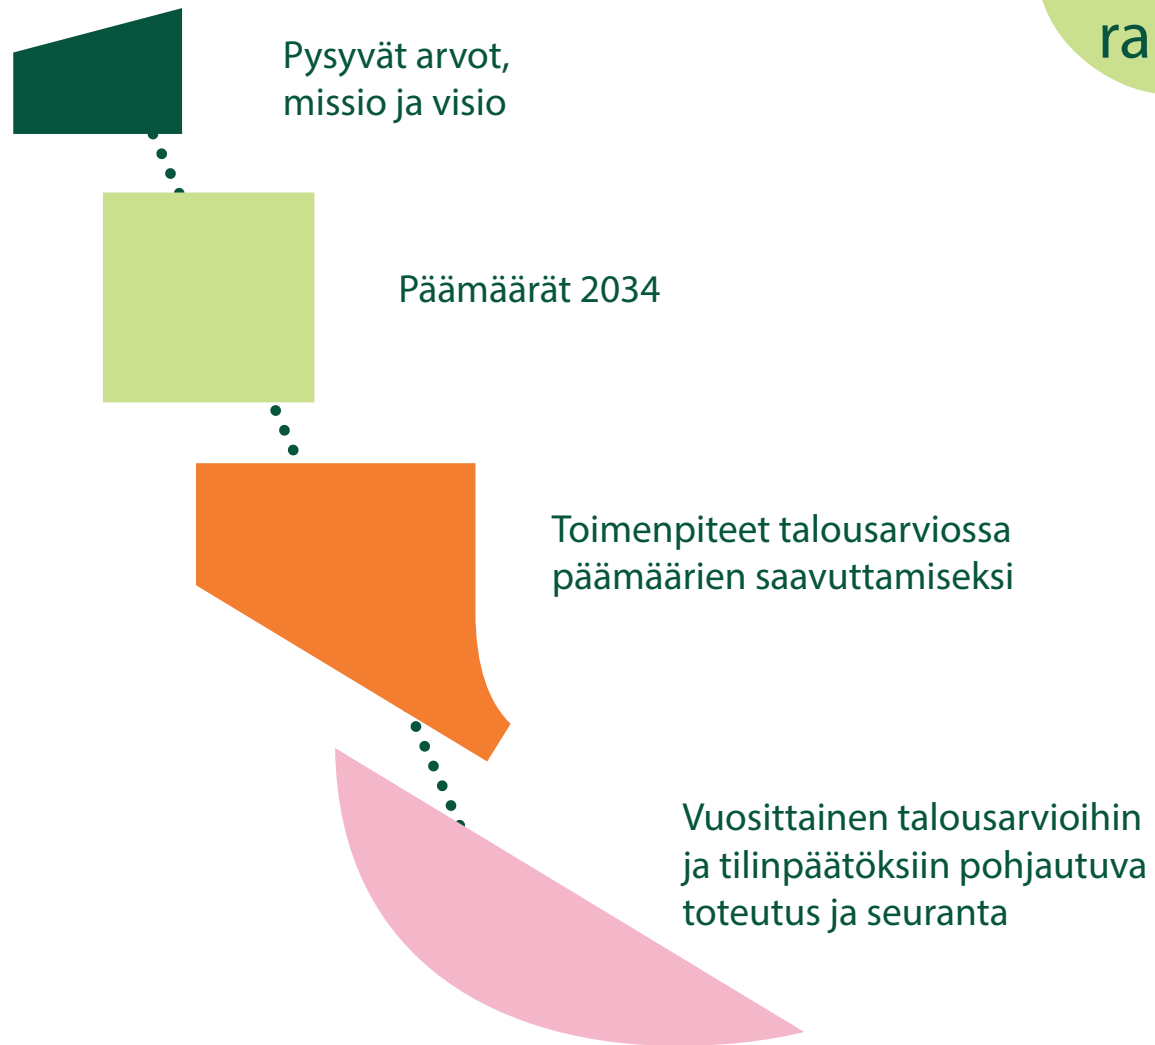 ra
Pysyvät arvot,
missio ja visio
Päämäärät 2034
Toimenpiteet talousarviossa
päämäärien saavuttamiseksi
Vuosittainen talousarvioihin
ja tilinpäätöksiin pohjautuva
toteutus ja seuranta